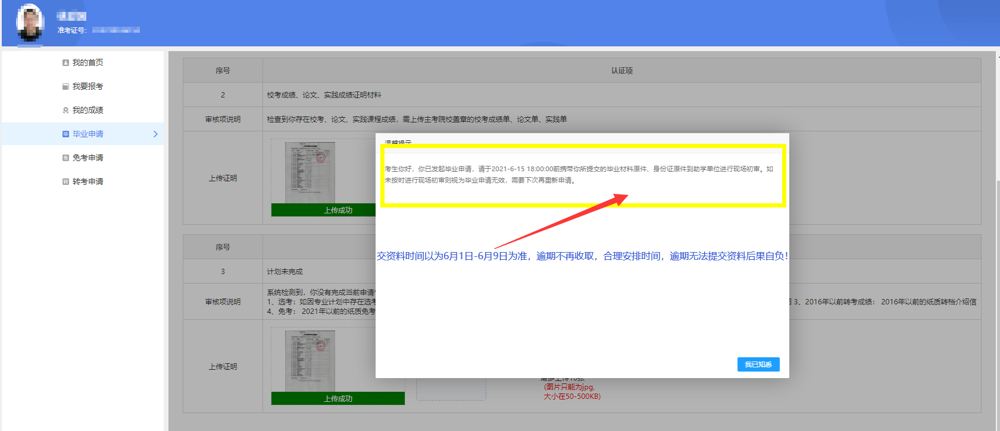 准考证号:
我的首页
我要报考
我的成绩
毕业申请
免考申请
转考申请
序号
认证项
2
校考成绩、论文、实践成绩证明材料
审核项说明
检查到你存在校考、论文、实践课程成绩，需上传主考院校盖章的校考成绩单、论文单、实践单
上传证明
上传成功
温馨提示
考生你好，你已发起毕业申请，请于2021-6-15 18:00:00前携带你所提交的毕业材料原件、身份证原件到助学单位进行现场初审。如
未按时进行现场初审则视为毕业申请无效，需要下次再重新申请。
交资料时间以为6月1日-6月9日为准，逾期不再收取，合理安排时间，逾期无法提交资料后果自负！
我已知悉
序号
3
计划未完成
审核项说明
系统检测到，你没有完成当前申请
1、选考：如因专业计划中存在选考
3、2016年以前转考成绩： 2016年以前的纸质转档介绍信
4、免考： 2021年以前的纸质免考
上传证明
上传成功
最多上传10张
(图片只能为jpg,
大小在50-500KB)